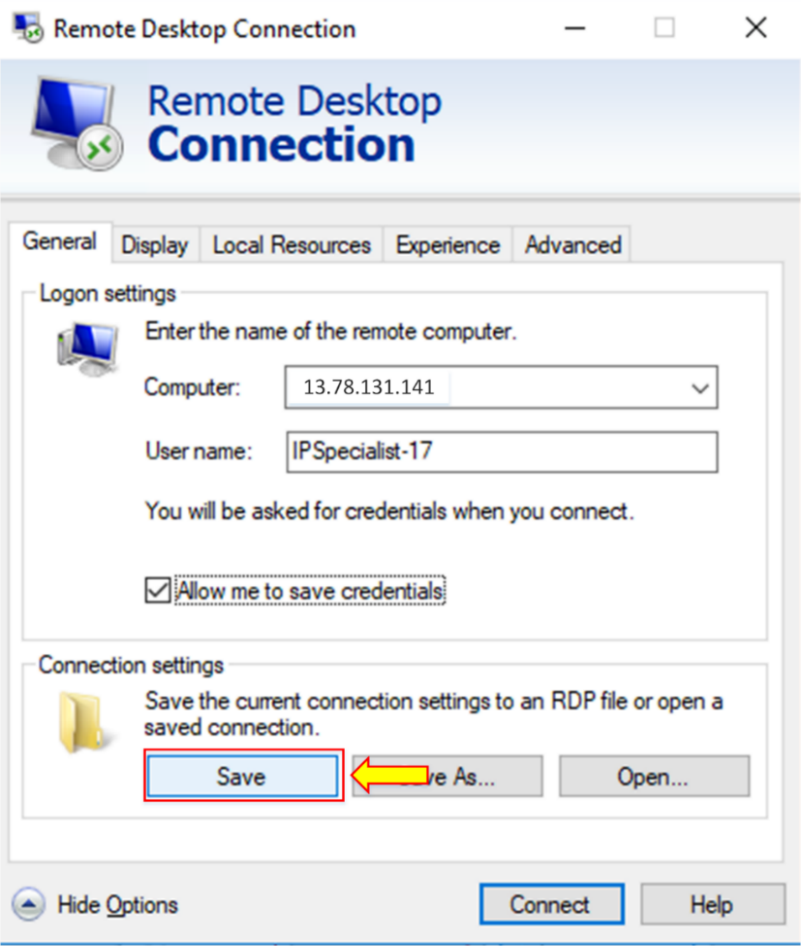 Remote Desktop Connection
Remote Desktop
Connection
General Display Local Resources Experience Advanced
Logon settings
Enter the name of the remote computer.
Computer: 13.78.131.141
User name: IPSpecialist-17
You will be asked for credentials when you connect.
Allow me to save credentials
Connection settings
Save the current connection settings to an RDP file or open a
saved connection.
Save As... Open...
Hide Options Connect Help